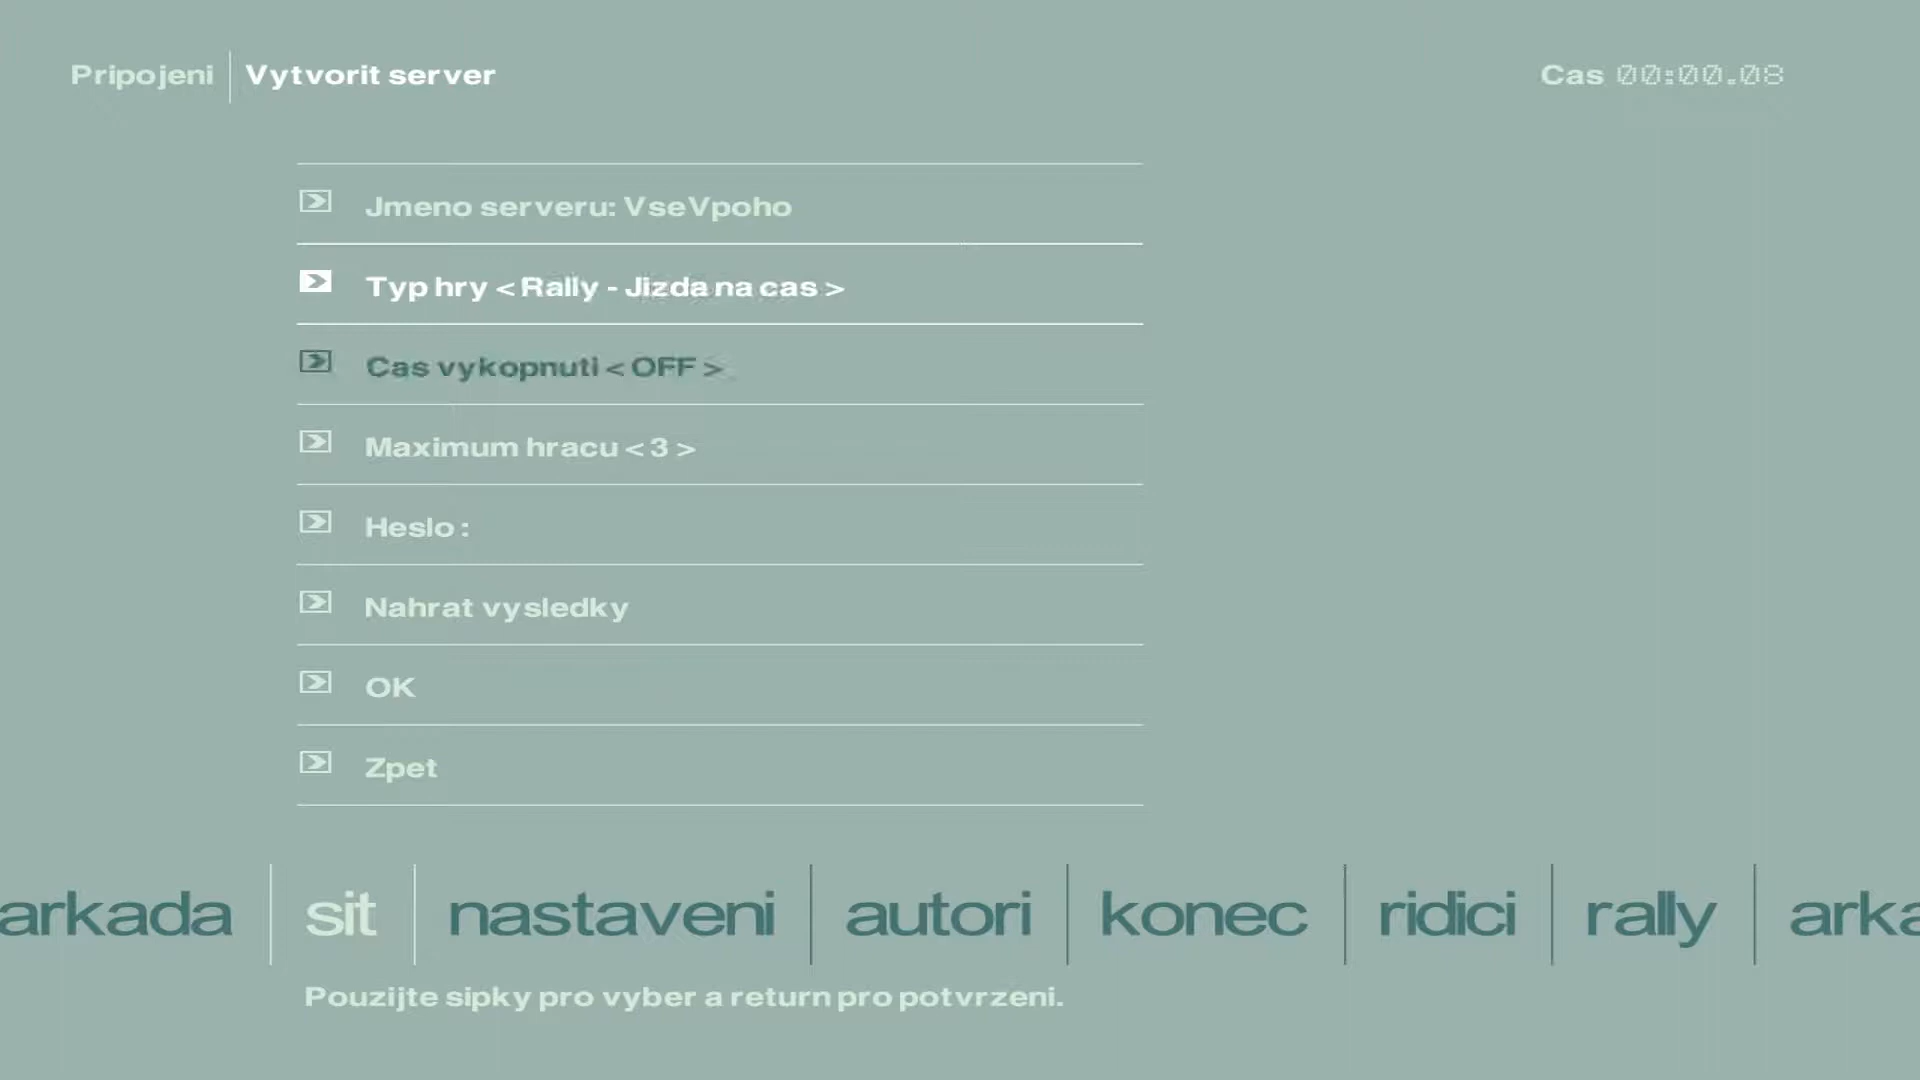 Pripojeni | Vytvorit server
Cas 00:00.08
Jmeno serveru: VseVpoho
Typ hry < Rally - Jizda na cas >
Cas vykopnuti < OFF >
Maximum hracu < 3 >
Heslo :
Nahrat vysledky
OK
Zpet
arkada | sit | nastaveni | autori | konec | ridici | rally | arka
Pouzijte sipky pro vyber a return pro potvrzeni.